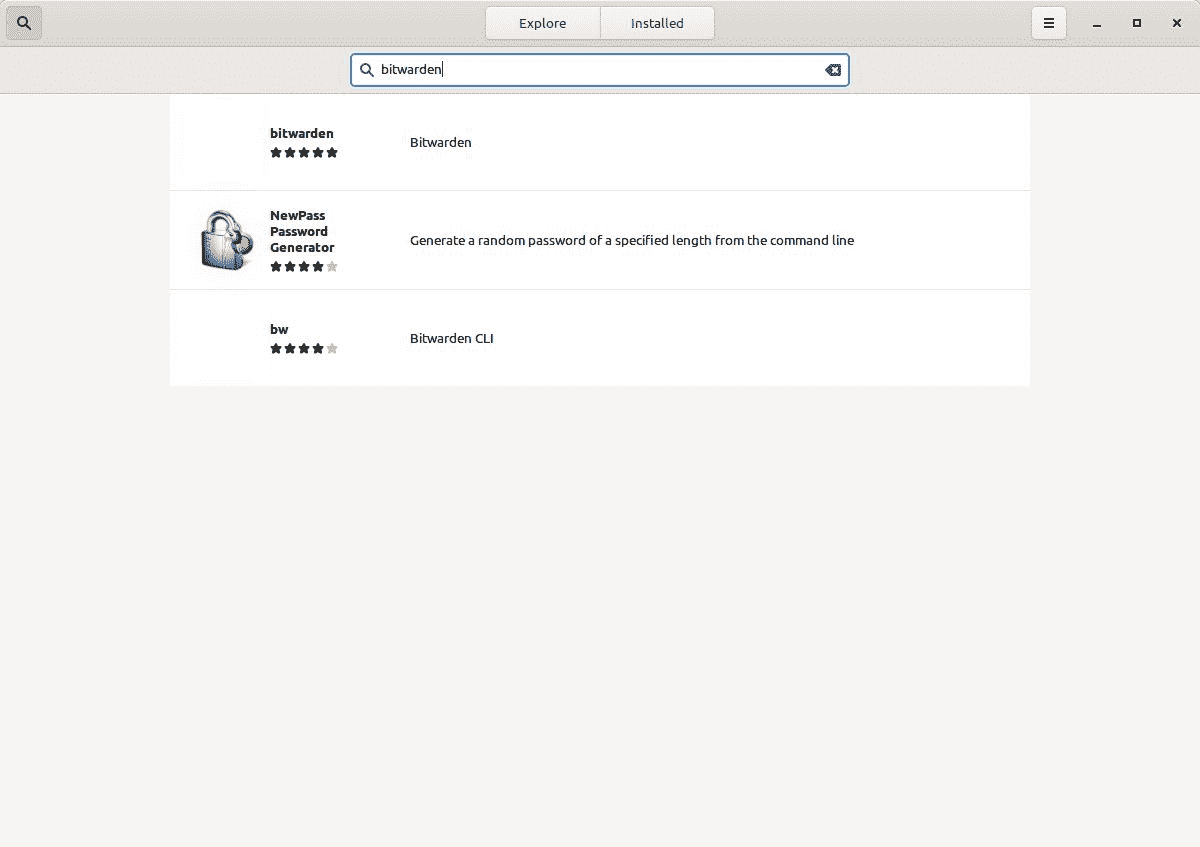 Explore Installed
bitwarden
bitwarden
Bitwarden
NewPass
Password
Generator
Generate a random password of a specified length from the command line
bw
Bitwarden CLI